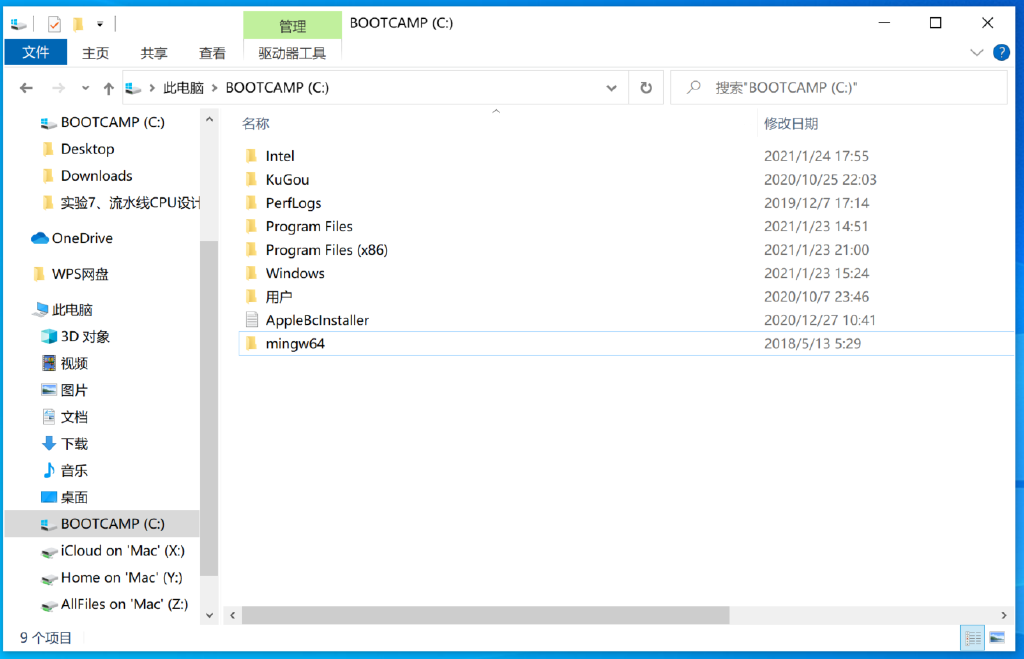 管理
BOOTCAMP (C:)
文件
主页
共享
查看
驱动器工具
此电脑
BOOTCAMP (C:)
搜索"BOOTCAMP (C:)"
BOOTCAMP (C:)
Desktop
Downloads
实验7、流水线CPU设计
OneDrive
WPS网盘
此电脑
3D 对象
视频
图片
文档
下载
音乐
桌面
BOOTCAMP (C:)
iCloud on 'Mac' (X:)
Home on 'Mac' (Y:)
AllFiles on 'Mac' (Z:)
名称 修改日期
Intel 2021/1/24 17:55
KuGou 2020/10/25 22:03
PerfLogs 2019/12/7 17:14
Program Files 2021/1/23 14:51
Program Files (x86) 2021/1/23 21:00
Windows 2021/1/23 15:24
用户 2020/10/7 23:46
AppleBcInstaller 2020/12/27 10:41
mingw64 2018/5/13 5:29
9 个项目